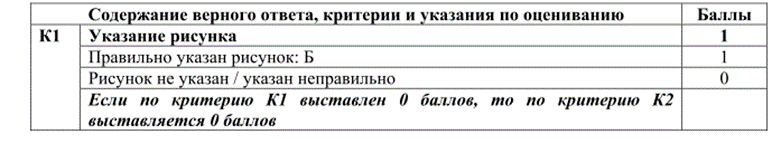 Содержание верного ответа, критерии и указания по оцениванию Баллы
К1 Указание рисунка 1
Правильно указан рисунок: Б 1
Рисунок не указан / указан неправильно 0
Если по критерию К1 выставлен 0 баллов, то по критерию К2
выставляется 0 баллов